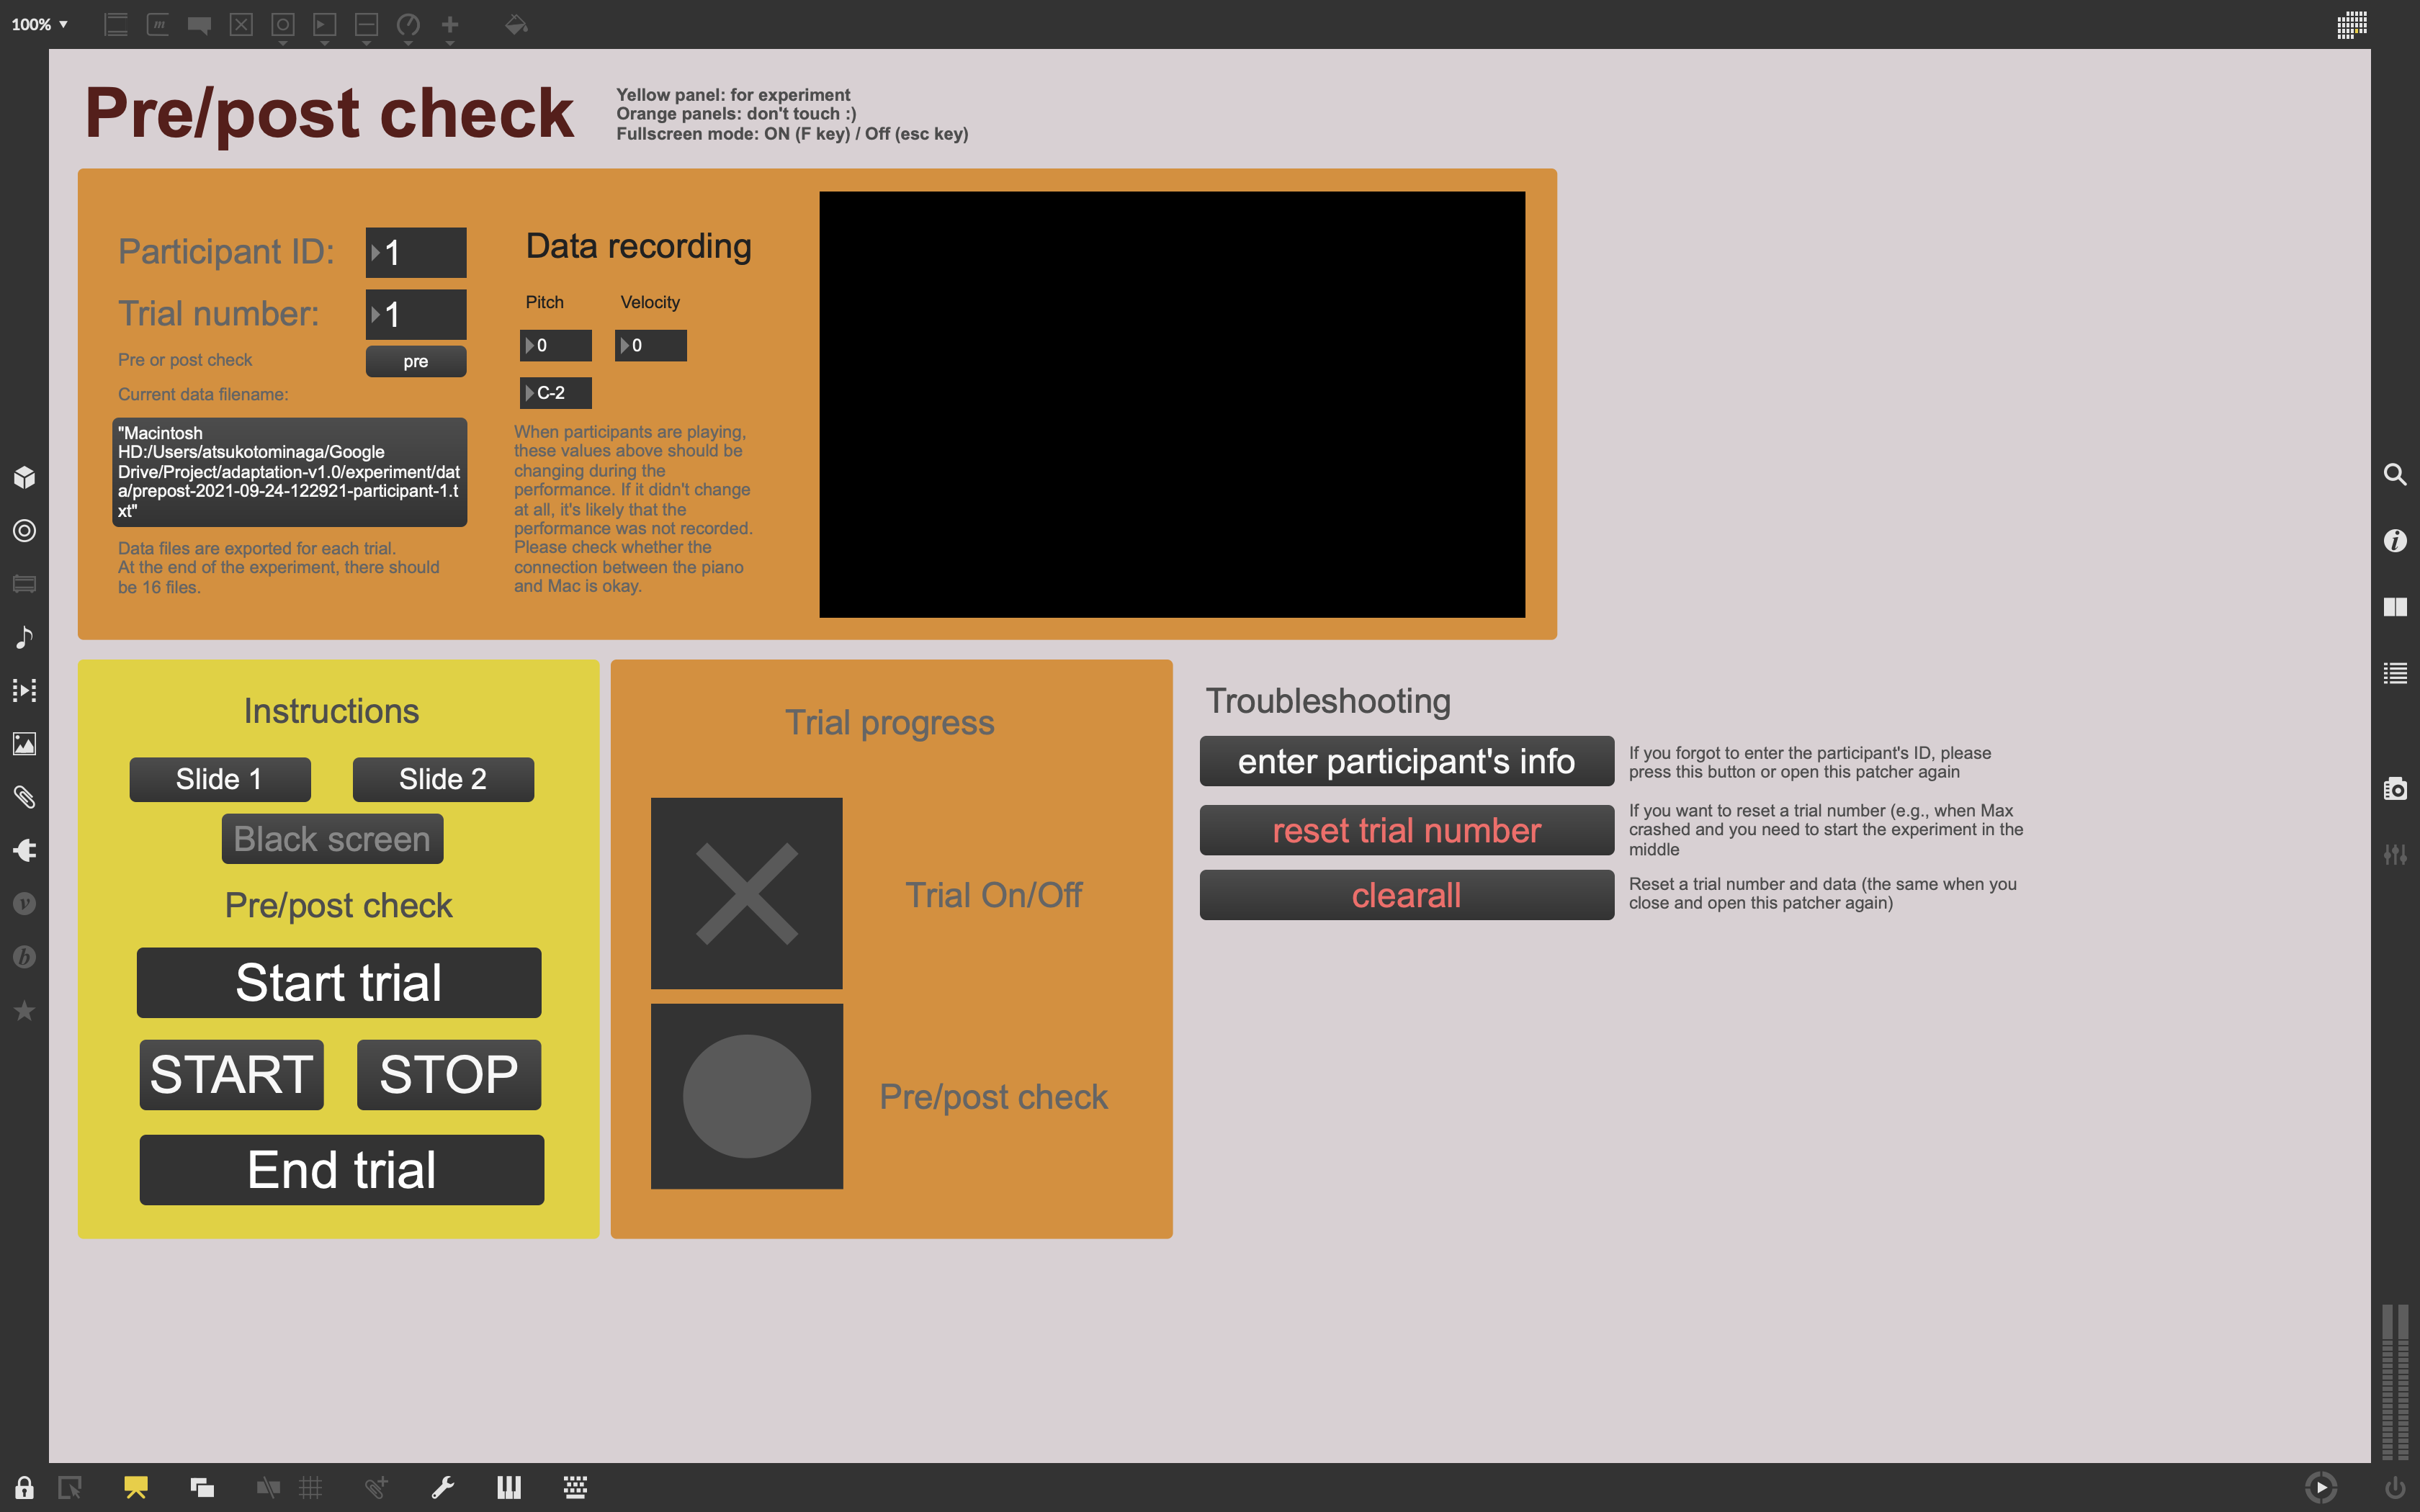 100%
Pre/post check
Yellow panel: for experiment
Orange panels: don't touch :)
Fullscreen mode: ON (F key) / Off (esc key)
Participant ID:
1
Trial number:
1
Pre or post check
pre
Current data filename:
"Macintosh
HD:/Users/atsukotominaga/Google
Drive/Project/adaptation-v1.0/experiment/dat
a/prepost-2021-09-24-122921-participant-1.t
xt"
Data files are exported for each trial.
At the end of the experiment, there should
be 16 files.
Data recording
Pitch
Velocity
0
0
C-2
When participants are playing,
these values above should be
changing during the
performance. If it didn't change
at all, it's likely that the
performance was not recorded.
Please check whether the
connection between the piano
and Mac is okay.
Instructions
Slide 1
Slide 2
Black screen
Pre/post check
Start trial
START
STOP
End trial
Trial progress
Trial On/Off
Pre/post check
Troubleshooting
enter participant's info
If you forgot to enter the participant's ID, please
press this button or open this patcher again
reset trial number
If you want to reset a trial number (e.g., when Max
crashed and you need to start the experiment in the
middle
clearall
Reset a trial number and data (the same when you
close and open this patcher again)